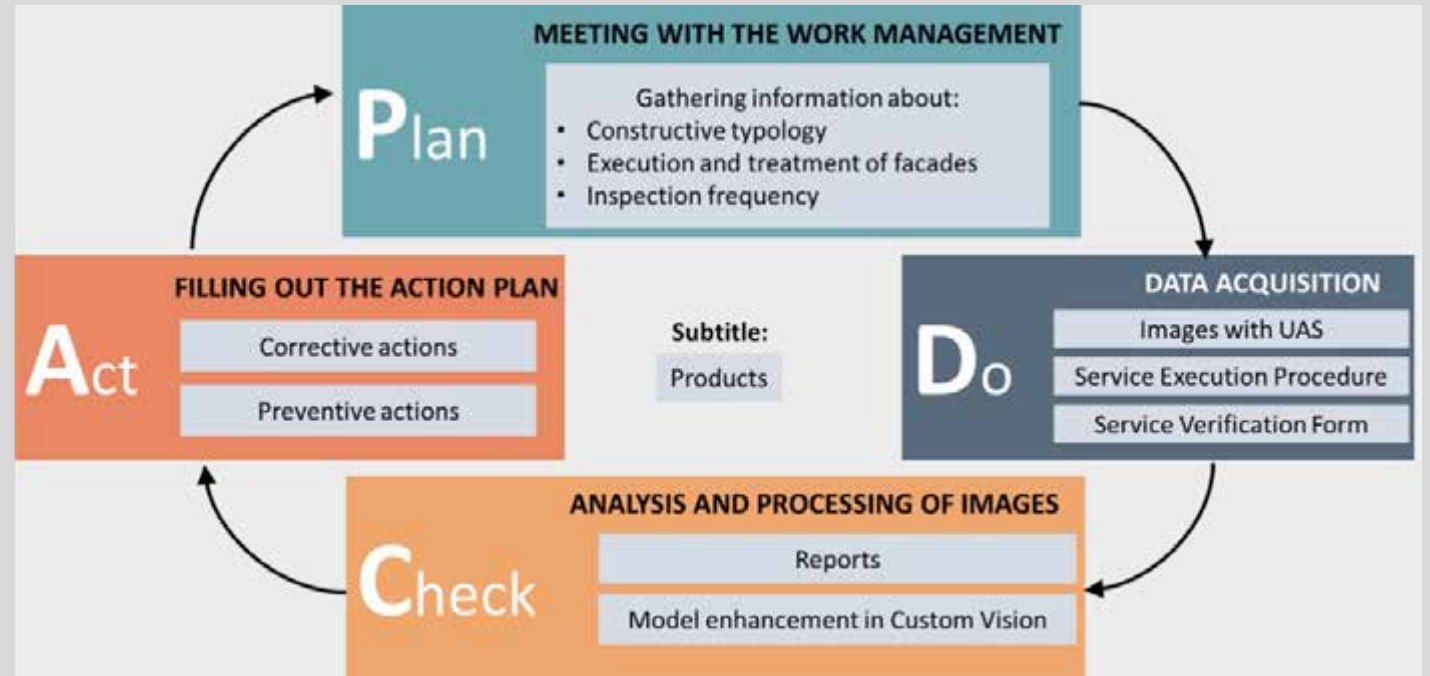 MEETING WITH THE WORK MANAGEMENT
Plan
Gathering information about:
• Constructive typology
• Execution and treatment of facades
• Inspection frequency
DATA ACQUISITION
Do
Images with UAS
Service Execution Procedure
Service Verification Form
Subtitle:
Products
FILLING OUT THE ACTION PLAN
Act
Corrective actions
Preventive actions
ANALYSIS AND PROCESSING OF IMAGES
Check
Reports
Model enhancement in Custom Vision